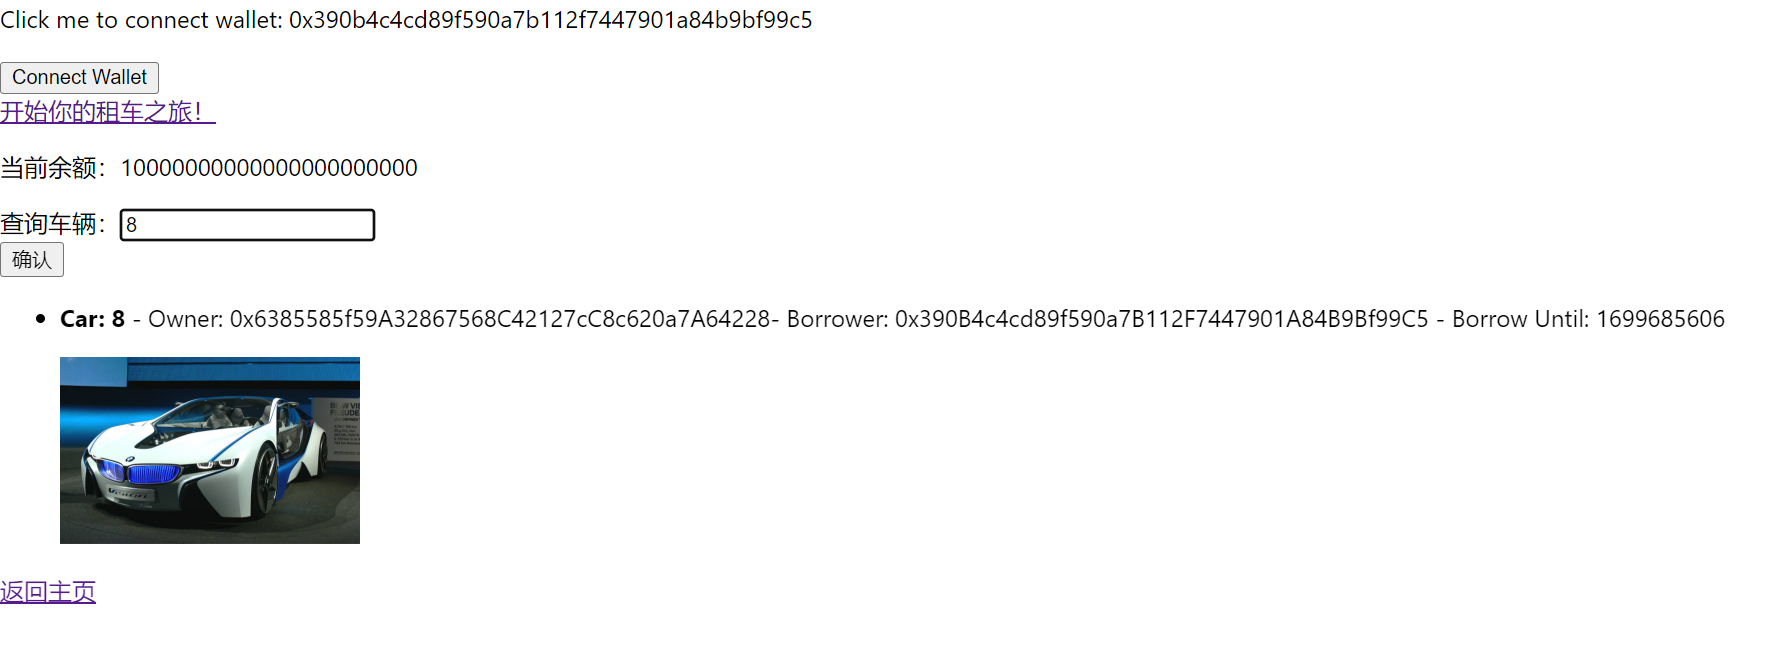 Click me to connect wallet: 0x390b4c4cd89f590a7b112f7447901a84b9bf99c5
Connect Wallet
开始你的租车之旅！
当前余额：10000000000000000000000
查询车辆：8
确认
• Car: 8 - Owner: 0x6385585f59A32867568C42127cC8c620a7A64228- Borrower: 0x390B4c4cd89f590a7B112F7447901A84B9Bf99C5 - Borrow Until: 1699685606
返回主页